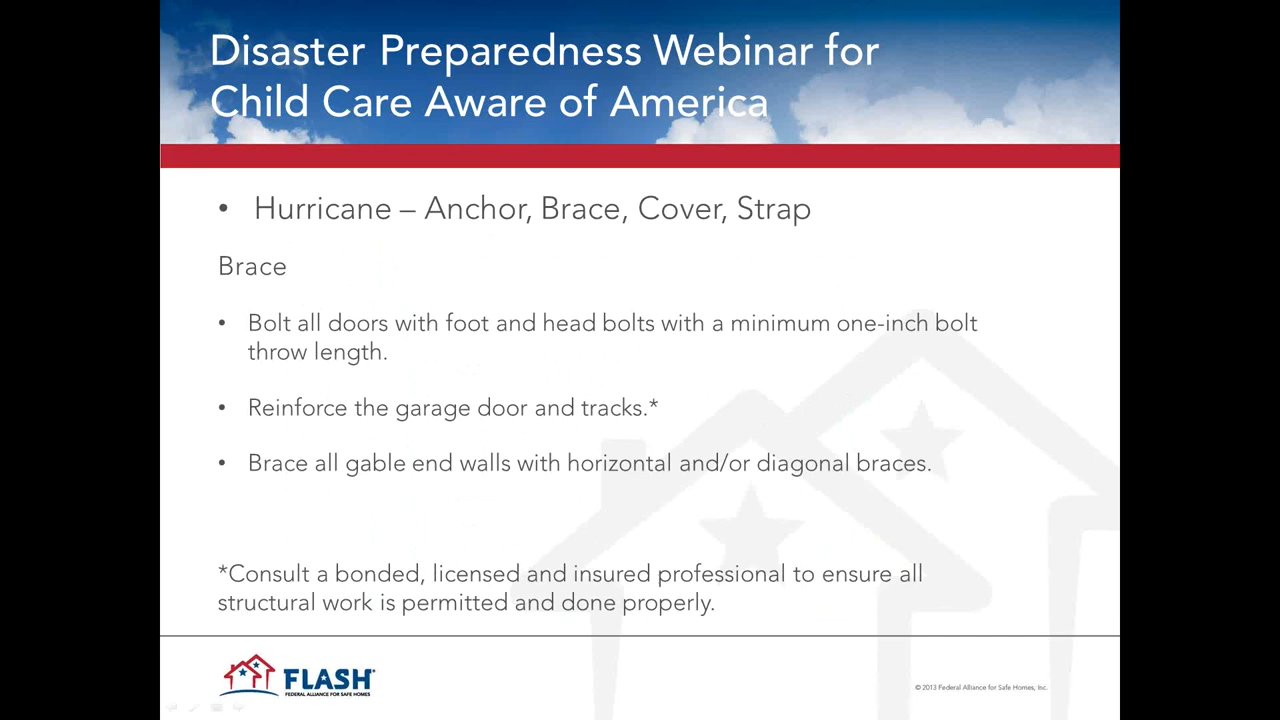 Disaster Preparedness Webinar for
Child Care Aware of America
• Hurricane – Anchor, Brace, Cover, Strap
Brace
• Bolt all doors with foot and head bolts with a minimum one-inch bolt
throw length.
• Reinforce the garage door and tracks.*
• Brace all gable end walls with horizontal and/or diagonal braces.
*Consult a bonded, licensed and insured professional to ensure all
structural work is permitted and done properly.
FLASH®
FEDERAL ALLIANCE FOR SAFE HOMES
© 2013 Federal Alliance for Safe Homes, Inc.